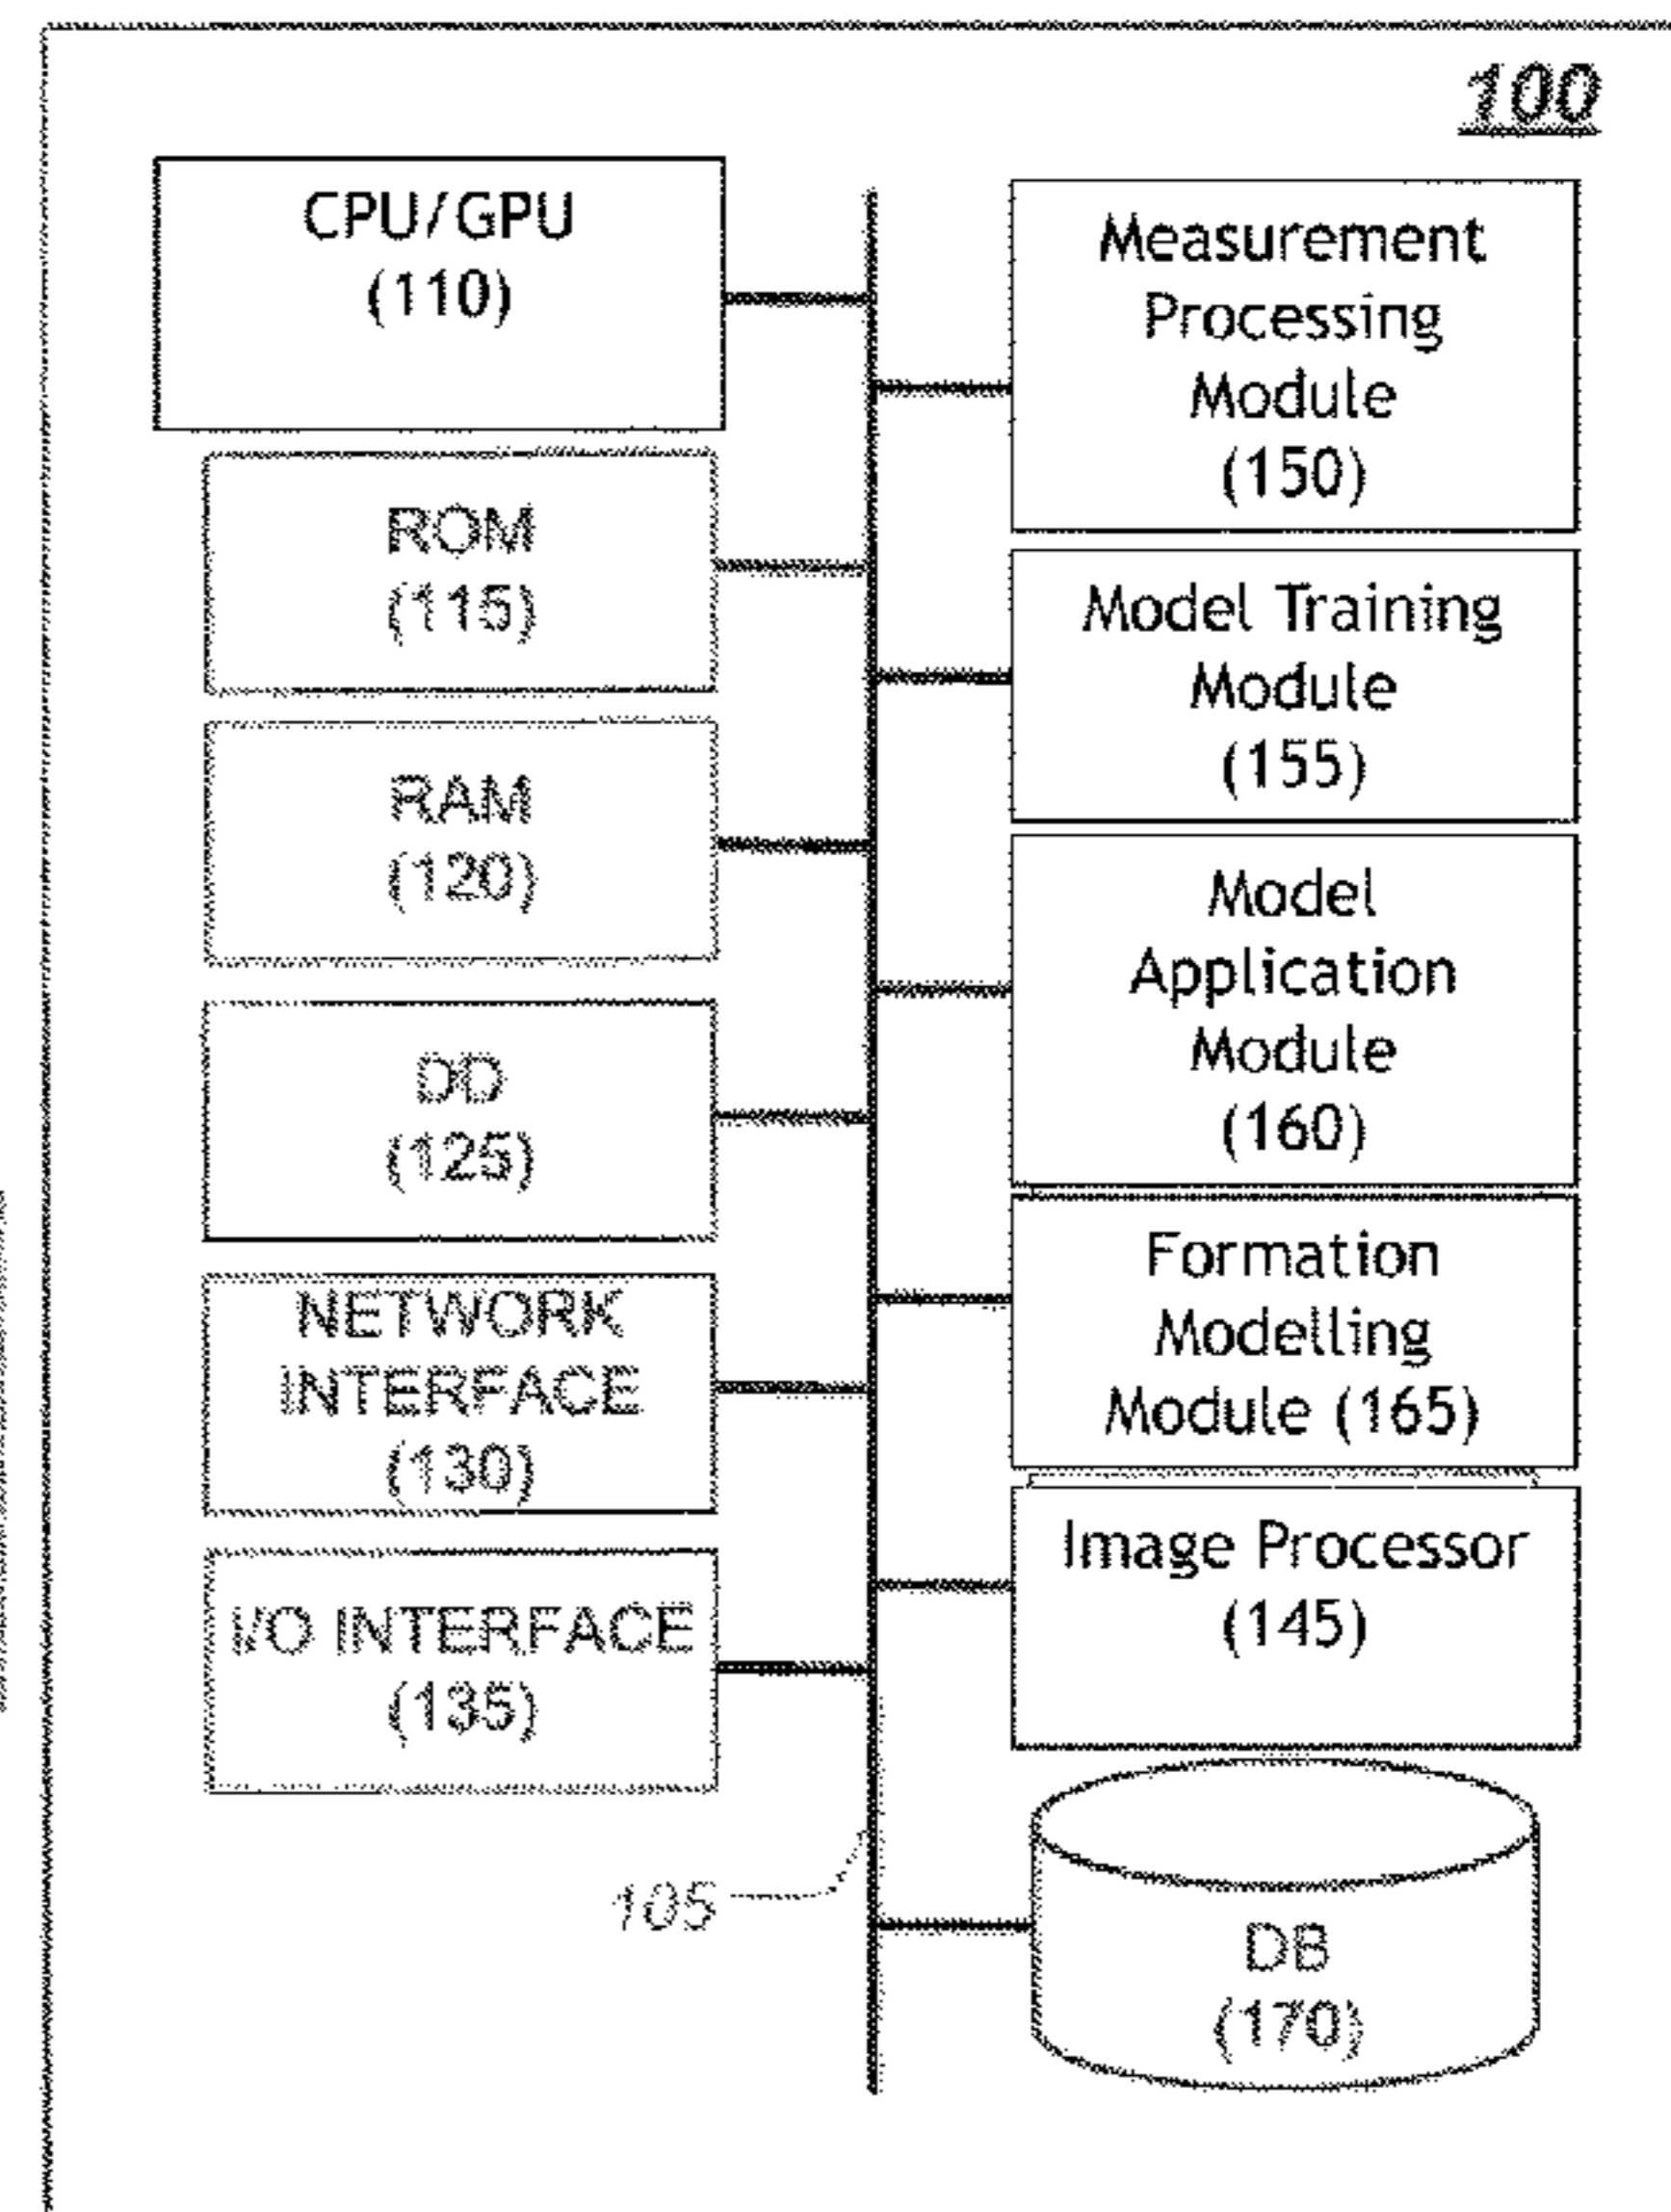 100
CPU/GPU
(110)
ROM
(115)
RAM
(120)
DD
(125)
NETWORK
INTERFACE
(130)
I/O INTERFACE
(135)
105
Measurement
Processing
Module
(150)
Model Training
Module
(155)
Model
Application
Module
(160)
Formation
Modelling
Module (165)
Image Processor
(145)
DB
(170)